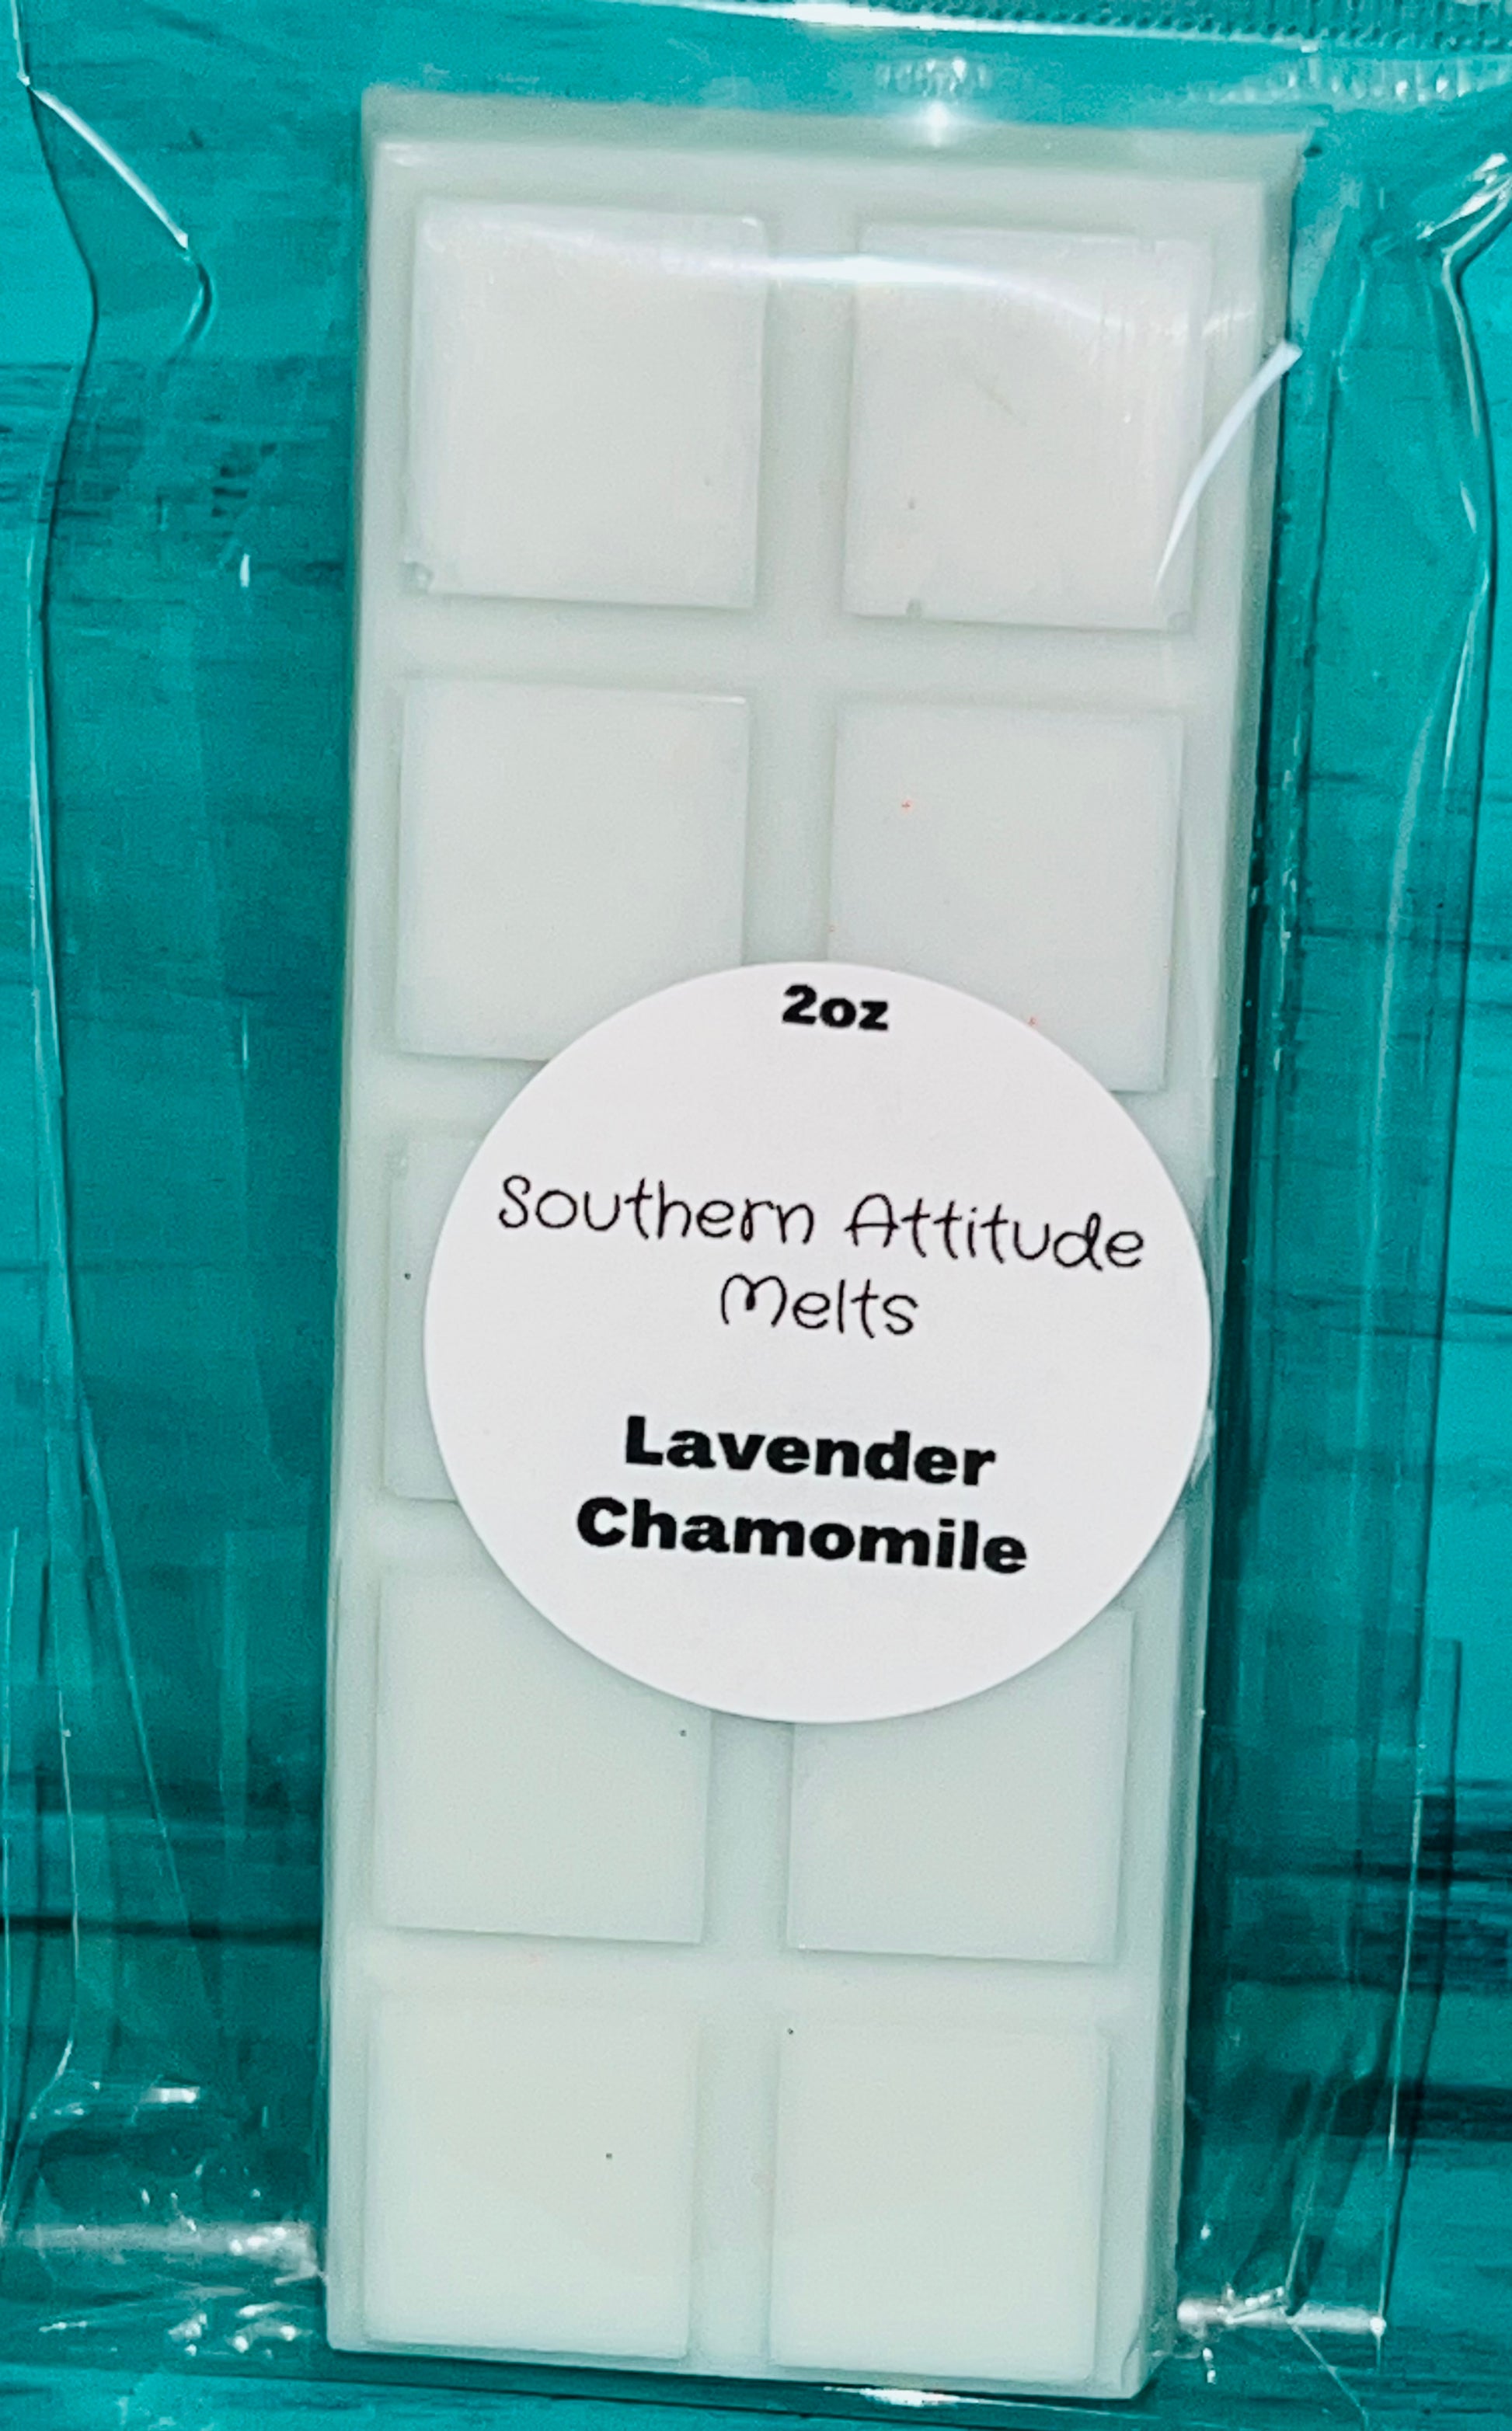 2oz
Southern Attitude
Melts
Lavender
Chamomile